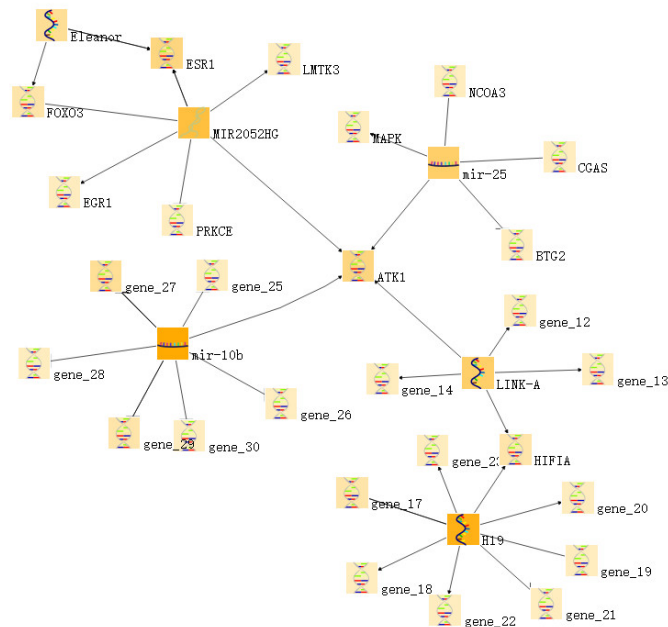 Eleanor
ESR1
LMTK3
NCOA3
FOXO3
MIR2052HG
MAPK
mir-25
CGAS
EGR1
PRKCE
BTG2
ATK1
gene_27
gene_25
gene_12
mir-10b
gene_28
gene_14
LINK-A
gene_13
gene_26
gene_29
gene_30
gene_23
HIFIA
gene_17
gene_20
H19
gene_19
gene_18
gene_22
gene_21